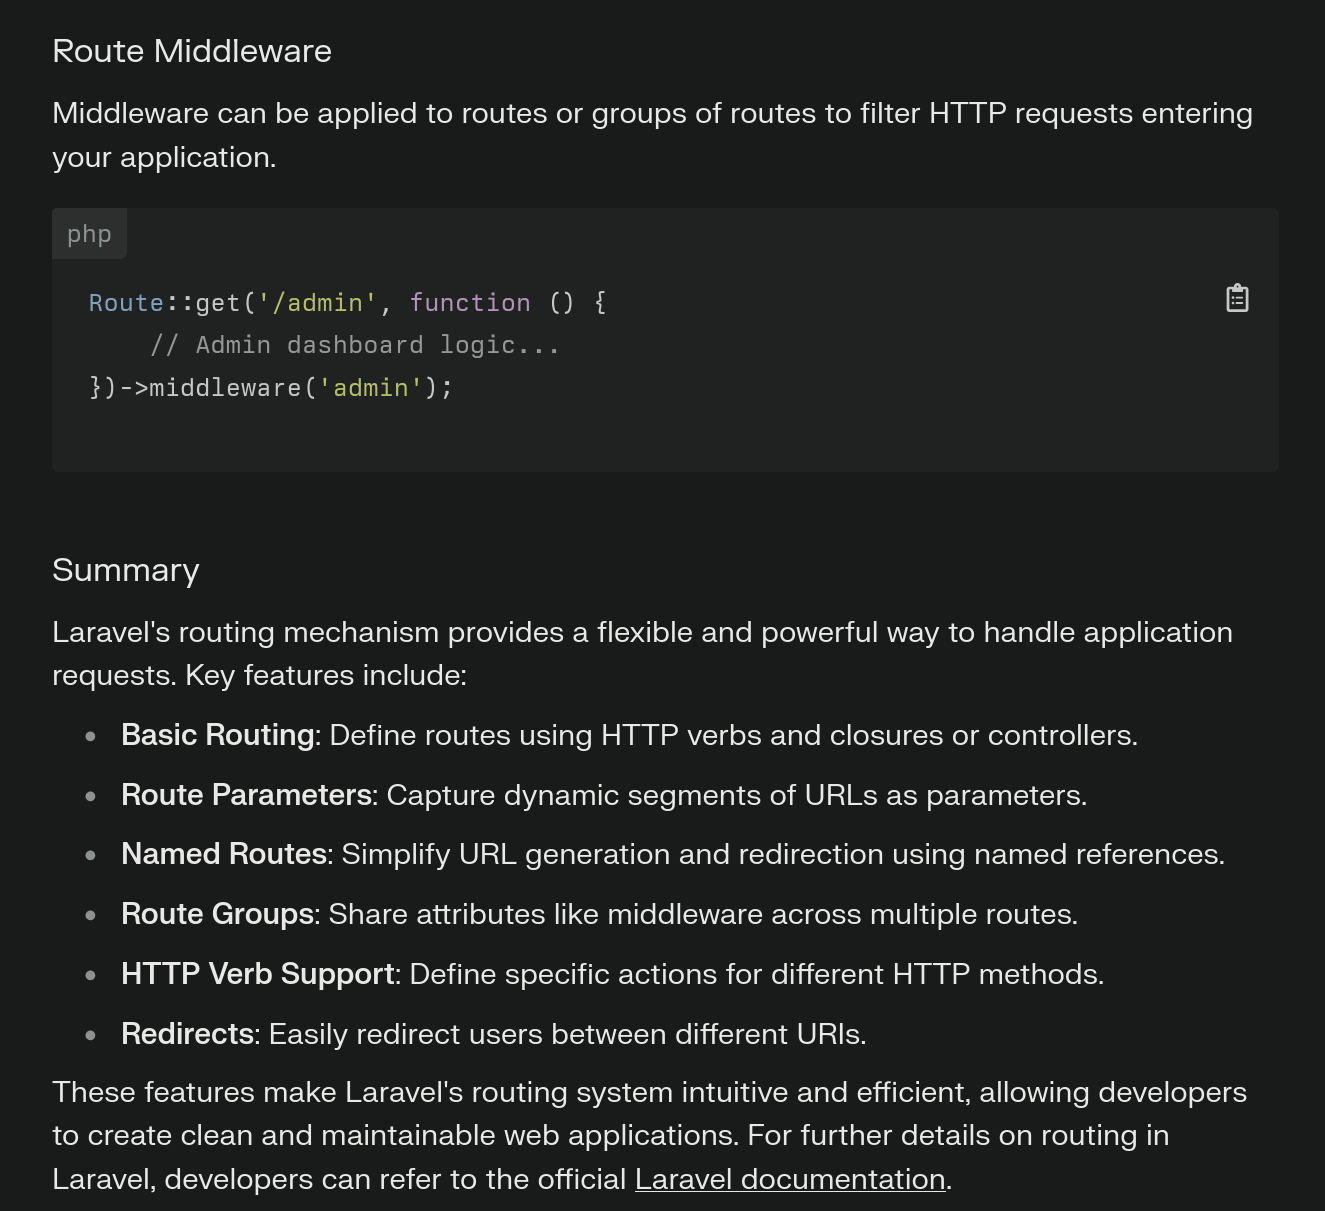 Route Middleware
Middleware can be applied to routes or groups of routes to filter HTTP requests entering
your application.
php
Route::get('/admin', function () {
    // Admin dashboard logic...
})->middleware('admin');
Summary
Laravel's routing mechanism provides a flexible and powerful way to handle application
requests. Key features include:
• Basic Routing: Define routes using HTTP verbs and closures or controllers.
• Route Parameters: Capture dynamic segments of URLs as parameters.
• Named Routes: Simplify URL generation and redirection using named references.
• Route Groups: Share attributes like middleware across multiple routes.
• HTTP Verb Support: Define specific actions for different HTTP methods.
• Redirects: Easily redirect users between different URIs.
These features make Laravel's routing system intuitive and efficient, allowing developers
to create clean and maintainable web applications. For further details on routing in
Laravel, developers can refer to the official Laravel documentation.